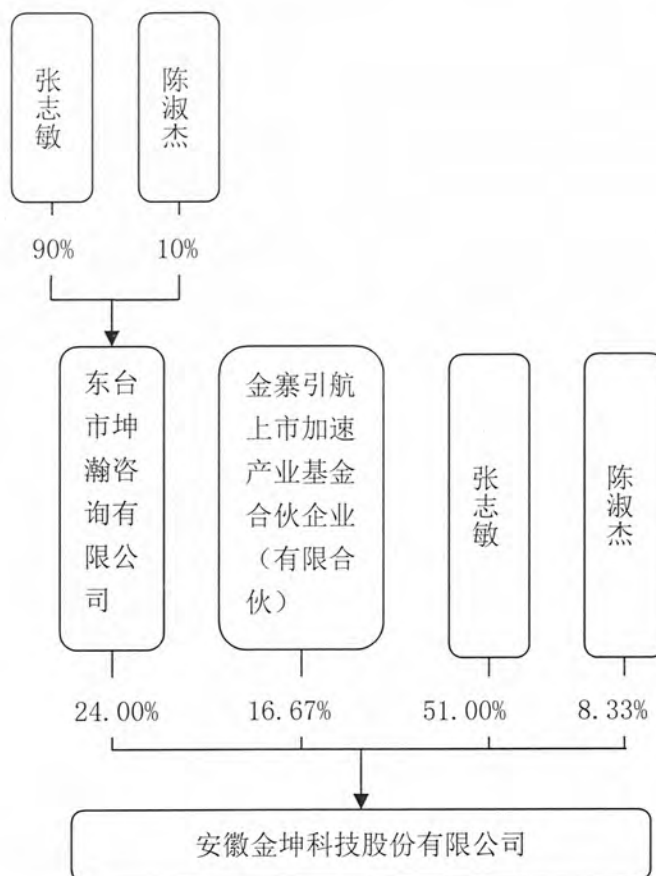 张志敏
陈淑杰
90%
10%
东台
市坤
瀚咨
询有
限公
司
金寨引航
上市加速
产业基金
合伙企业
（有限合
伙）
张志敏
陈淑杰
24.00%
16.67%
51.00%
8.33%
安徽金坤科技股份有限公司